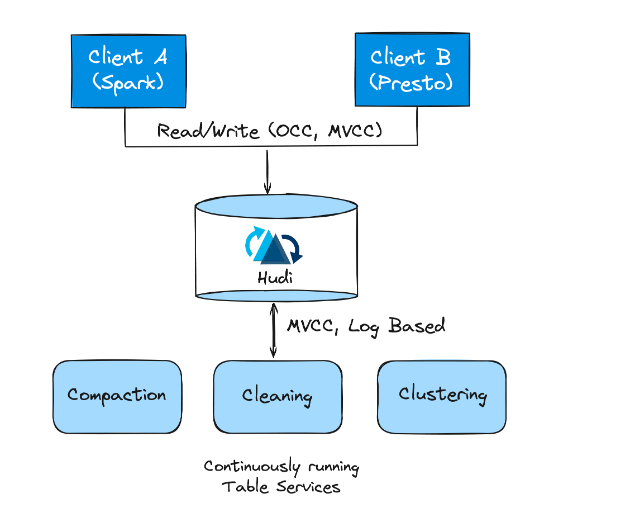 Client A
(Spark)
Client B
(Presto)
Read/Write (OCC, MVCC)
Hudi
MVCC, Log Based
Compaction
Cleaning
Clustering
Continuously running
Table Services